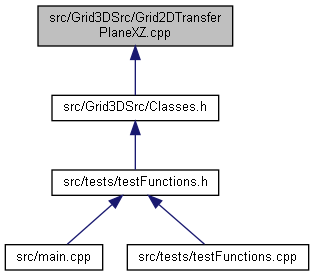 src/Grid3DSrc/Grid2DTransfer
PlaneXZ.cpp
src/Grid3DSrc/Classes.h
src/tests/testFunctions.h
src/main.cpp
src/tests/testFunctions.cpp